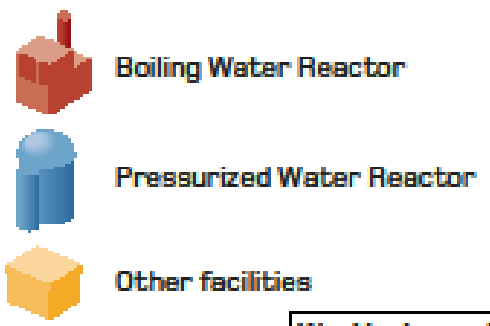 Boiling Water Reactor
Pressurized Water Reactor
Other facilities